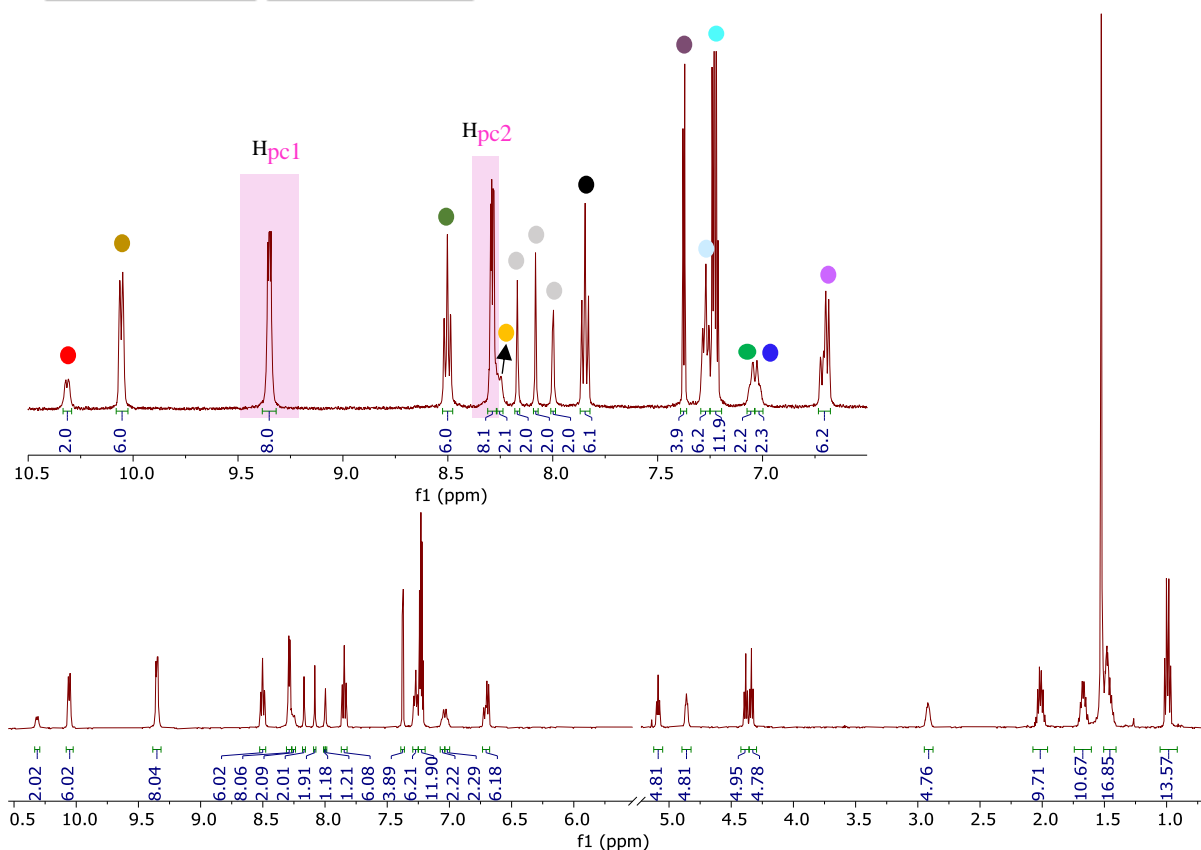 Hpc1
Hpc2
2.0 6.0 8.0 6.0 8.1 2.1 2.0 2.0 2.0 6.1 3.9 6.2 11.9 2.2 2.3 6.2
10.5 10.0 9.5 9.0 8.5 8.0 7.5 7.0
f1 (ppm)
2.02 6.02 8.04 6.02 8.06 2.09 2.01 1.91 1.18 1.21 6.08 3.89 6.21 11.90 2.22 2.29 6.18 4.81 4.81 4.95 4.78 4.76 9.71 10.67 16.85 13.57
0.5 10.0 9.5 9.0 8.5 8.0 7.5 7.0 6.5 6.0 5.0 4.5 4.0 3.5 3.0 2.5 2.0 1.5 1.0
f1 (ppm)